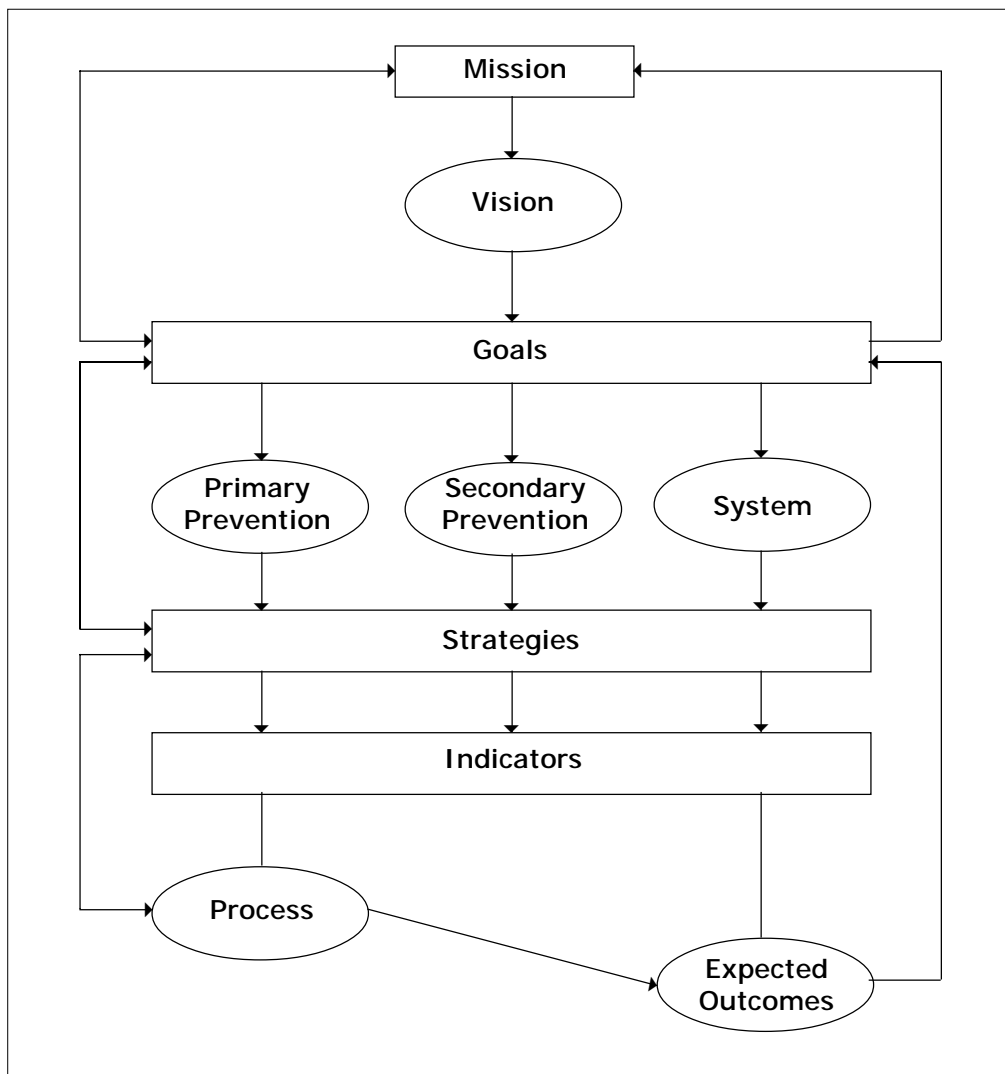 Mission
Vision
Goals
Primary
Prevention
Secondary
Prevention
System
Strategies
Indicators
Process
Expected
Outcomes